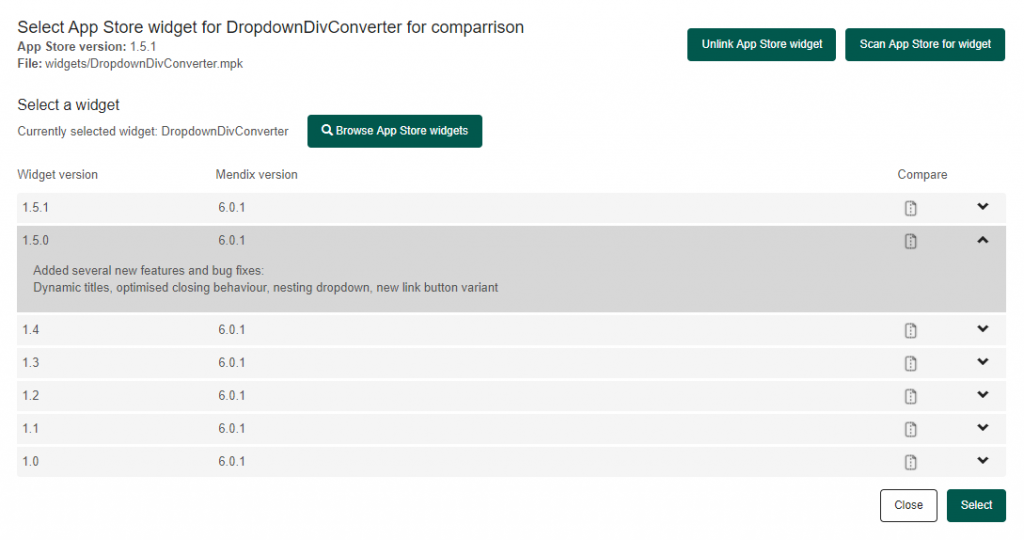 Select App Store widget for DropdownDivConverter for comparrison
App Store version: 1.5.1
File: widgets/DropdownDivConverter.mpk
Unlink App Store widget
Scan App Store for widget
Select a widget
Currently selected widget: DropdownDivConverter
Browse App Store widgets
Widget version Mendix version Compare
1.5.1 6.0.1
1.5.0 6.0.1
Added several new features and bug fixes:
Dynamic titles, optimised closing behaviour, nesting dropdown, new link button variant
1.4 6.0.1
1.3 6.0.1
1.2 6.0.1
1.1 6.0.1
1.0 6.0.1
Close Select